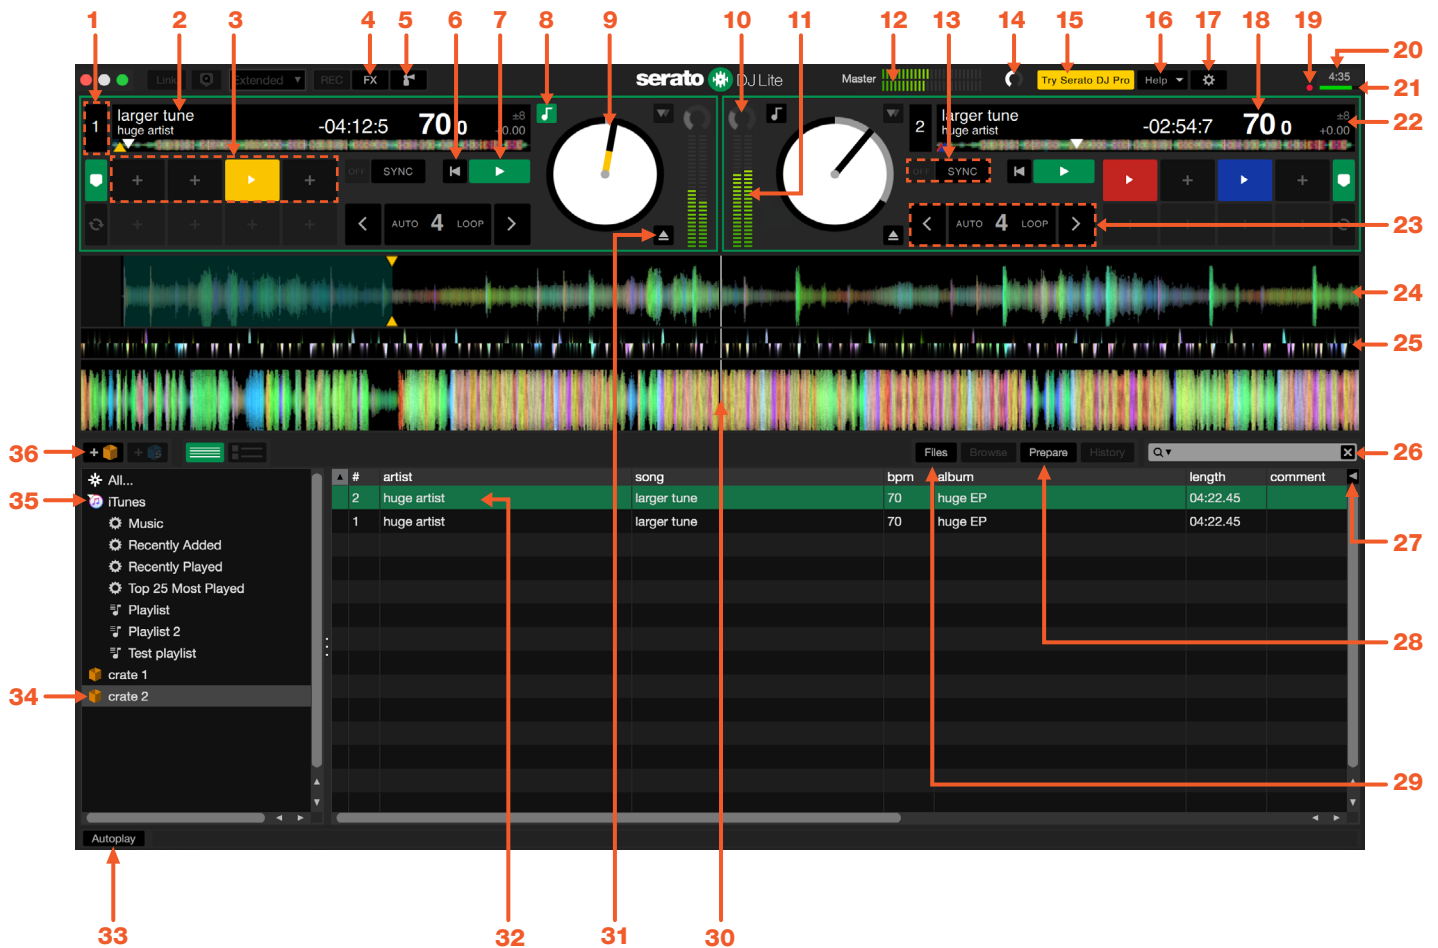 1 2 3 4 5 6 7 8 9 10 11 12 13 14 15 16 17 18 19
20
Link Extended ▼ REC FX serato DJ Lite Master Try Serato DJ Pro Help 4:35
21
1 larger tune -04:12:5 70 0 ±8
huge artist +0.00
2 larger tune -02:54:7 70 0 ±8
huge artist +0.00
22
+ + + OFF SYNC
OFF SYNC + +
+ + + + < AUTO 4 LOOP >
< AUTO 4 LOOP >
23
24
25
36 + + Files Browse Prepare History 26
# artist song bpm album length comment
2 huge artist larger tune 70 huge EP 04:22.45
1 huge artist larger tune 70 huge EP 04:22.45
All...
35 iTunes
Music
Recently Added
Recently Played
Top 25 Most Played
Playlist
Playlist 2
Test playlist
crate 1
34 crate 2
27
28
29
Autoplay
33 32 31 30